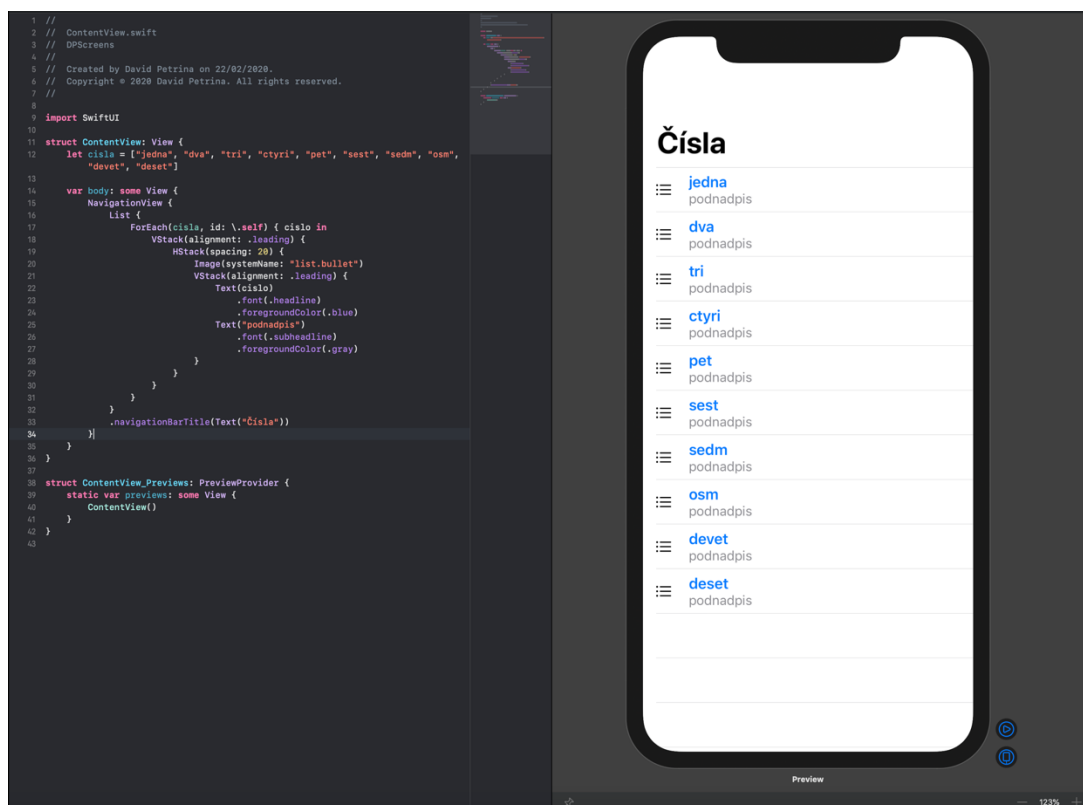 1 //
2 // ContentView.swift
3 // DPScreens
4 //
5 // Created by David Petrina on 22/02/2020.
6 // Copyright © 2020 David Petrina. All rights reserved.
7 //
8
9 import SwiftUI
10
11 struct ContentView: View {
12 let cisla = ["jedna", "dva", "tri", "ctyri", "pet", "sest", "sedm", "osm",
"devet", "deset"]
13
14 var body: some View {
15 NavigationView {
16 List {
17 ForEach(cisla, id: \.self) { cislo in
18 VStack(alignment: .leading) {
19 HStack(spacing: 20) {
20 Image(systemName: "list.bullet")
21 VStack(alignment: .leading) {
22 Text(cislo)
23 .font(.headline)
24 .foregroundColor(.blue)
25 Text("podnadpis")
26 .font(.subheadline)
27 .foregroundColor(.gray)
28 }
29 }
30 }
31 }
32 }
33 .navigationBarTitle(Text("Čísla"))
34 }
35 }
36 }
37
38 struct ContentView_Previews: PreviewProvider {
39 static var previews: some View {
40 ContentView()
41 }
42 }
43
Čísla
jedna
podnadpis
dva
podnadpis
tri
podnadpis
ctyri
podnadpis
pet
podnadpis
sest
podnadpis
sedm
podnadpis
osm
podnadpis
devet
podnadpis
deset
podnadpis
Preview
123%